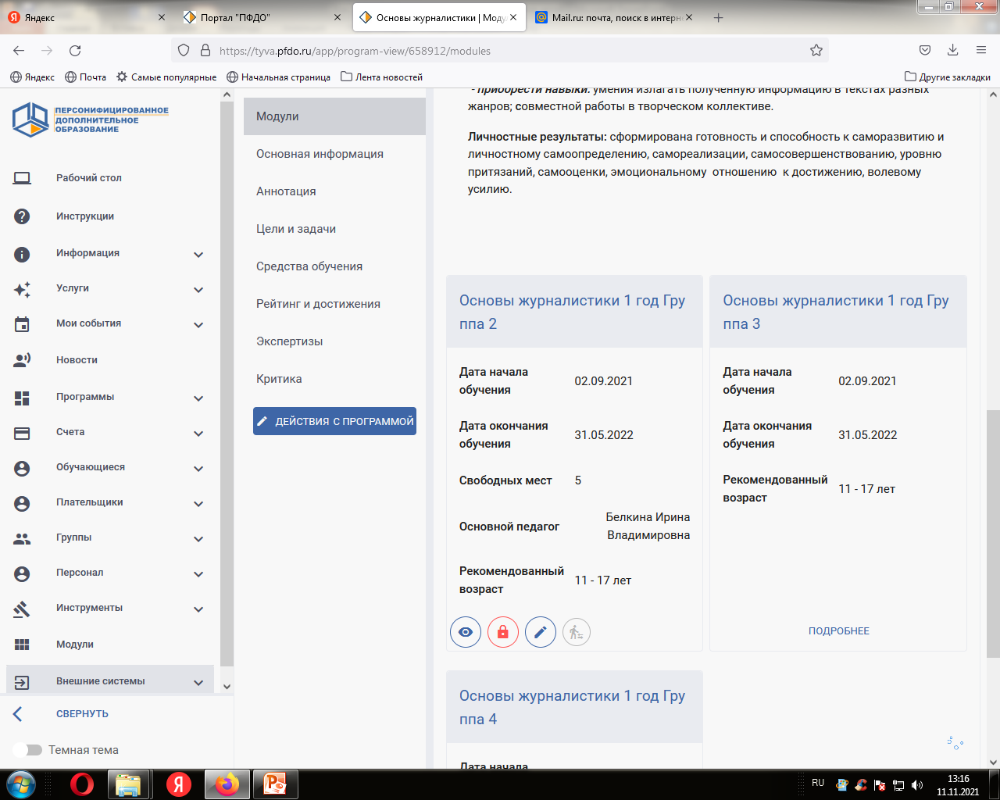 Яндекс
Портал "ПФДО"
Основы журналистики | Моду
Mail.ru: почта, поиск в интерн
https://tyva.pfdo.ru/app/program-view/658912/modules
Яндекс
Почта
Самые популярные
Начальная страница
Лента новостей
Другие закладки
ПЕРСОНИФИЦИРОВАННОЕ
ДОПОЛНИТЕЛЬНОЕ
ОБРАЗОВАНИЕ
Рабочий стол
Инструкции
Информация
Услуги
Мои события
Новости
Программы
Счета
Обучающиеся
Плательщики
Группы
Персонал
Инструменты
Модули
Внешние системы
СВЕРНУТЬ
Темная тема
Модули
Основная информация
Аннотация
Цели и задачи
Средства обучения
Рейтинг и достижения
Экспертизы
Критика
ДЕЙСТВИЯ С ПРОГРАММОЙ
- приобрести навыки: умения излагать полученную информацию в текстах разных
жанров; совместной работы в творческом коллективе.
Личностные результаты: сформирована готовность и способность к саморазвитию и
личностному самоопределению, самореализации, самосовершенствованию, уровню
притязаний, самооценки, эмоциональному отношению к достижению, волевому
усилию.
Основы журналистики 1 год Гру
ппа 2
Дата начала
обучения
02.09.2021
Дата окончания
обучения
31.05.2022
Свободных мест
5
Основной педагог
Белкина Ирина
Владимировна
Рекомендованный
возраст
11 - 17 лет
Основы журналистики 1 год Гру
ппа 3
Дата начала
обучения
02.09.2021
Дата окончания
обучения
31.05.2022
Рекомендованный
возраст
11 - 17 лет
ПОДРОБНЕЕ
Основы журналистики 1 год Гру
ппа 4
Дата начала
RU
13:16
11.11.2021